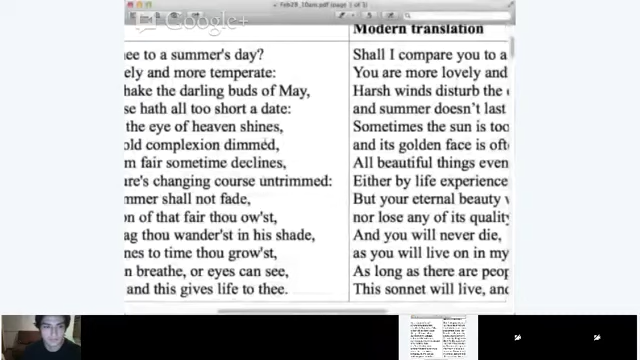 Feb28_10am.pdf (page 1 of 3)
Google+
Modern translation
ee to a summer's day?
ely and more temperate:
hake the darling buds of May,
se hath all too short a date:
the eye of heaven shines,
old complexion dimmed,
m fair sometime declines,
ure's changing course untrimmed:
mmer shall not fade,
on of that fair thou ow'st,
ag thou wander'st in his shade,
nes to time thou grow'st,
n breathe, or eyes can see,
and this gives life to thee.
Shall I compare you to a
You are more lovely and
Harsh winds disturb the
and summer doesn't last
Sometimes the sun is too
and its golden face is oft
All beautiful things even
Either by life experience
But your eternal beauty
nor lose any of its quality
And you will never die,
as you will live on in my
As long as there are peop
This sonnet will live, and